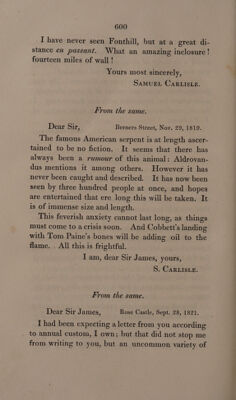 600
I have never seen Fonthill, but at a great di-
stance en passant. What an amazing inclosure!
fourteen miles of wall!
Yours most sincerely,
SAMUEL CARLISLE.
From the same.
Dear Sir, Berners Street, Nov. 29, 1819.
The famous American serpent is at length ascer-
tained to be no fiction. It seems that there has
always been a rumour of this animal: Aldrovan-
dus mentions it among others. However it has
never been caught and described. It has now been
seen by three hundred people at once, and hopes
are entertained that ere long this will be taken. It
is of immense size and length.
This feverish anxiety cannot last long, as things
must come to a crisis soon. And Cobbett's landing
with Tom Paine's bones will be adding oil to the
flame. All this is frightful.
I am, dear Sir James, yours,
S. CARLISLE.
From the same.
Dear Sir James, Rose Castle, Sept. 28, 1821.
I had been expecting a letter from you according
to annual custom, I own; but that did not stop me
from writing to you, but an uncommon variety of